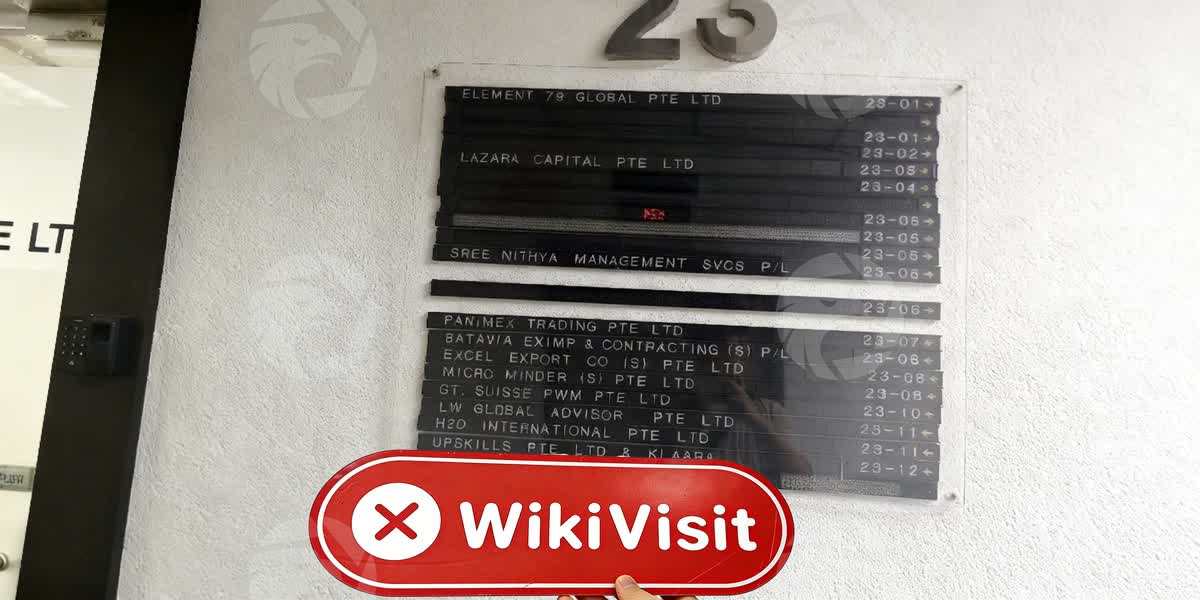 23
ELEMENT 79 GLOBAL PTE LTD 23-01→
→
23-01→
23-02→
LAZARA CAPITAL PTE LTD 23-03→
23-04→
→
23-05
23-05←
23-05←
SREE NITHYA MANAGEMENT SVCS P/L 23-06←
23-06←
PANIMEX TRADING PTE LTD 23-07←
BATAVIA EXIMP & CONTRACTING (S) P/L 23-08←
EXCEL EXPORT CO (S) PTE LTD 23-08←
MICRO MINDER (S) PTE LTD 23-08←
GT. SUISSE PWM PTE LTD 23-10←
LW GLOBAL ADVISOR PTE LTD 23-11←
H2O INTERNATIONAL PTE LTD 23-11←
UPSKILLS PTE LTD & KLAARA 23-12←
E LT
WikiVisit